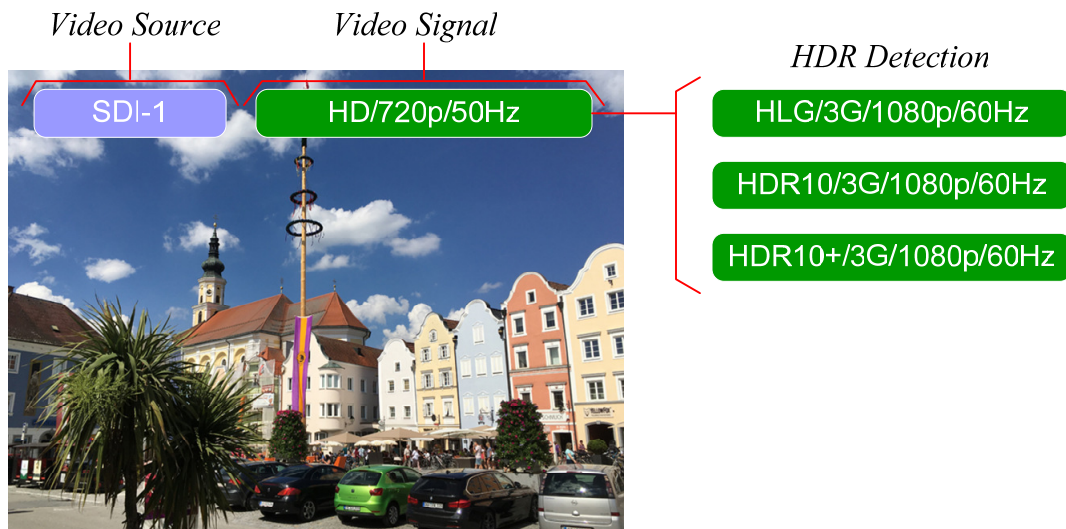 Video Source
Video Signal
HDR Detection
SDI-1
HD/720p/50Hz
HLG/3G/1080p/60Hz
HDR10/3G/1080p/60Hz
HDR10+/3G/1080p/60Hz